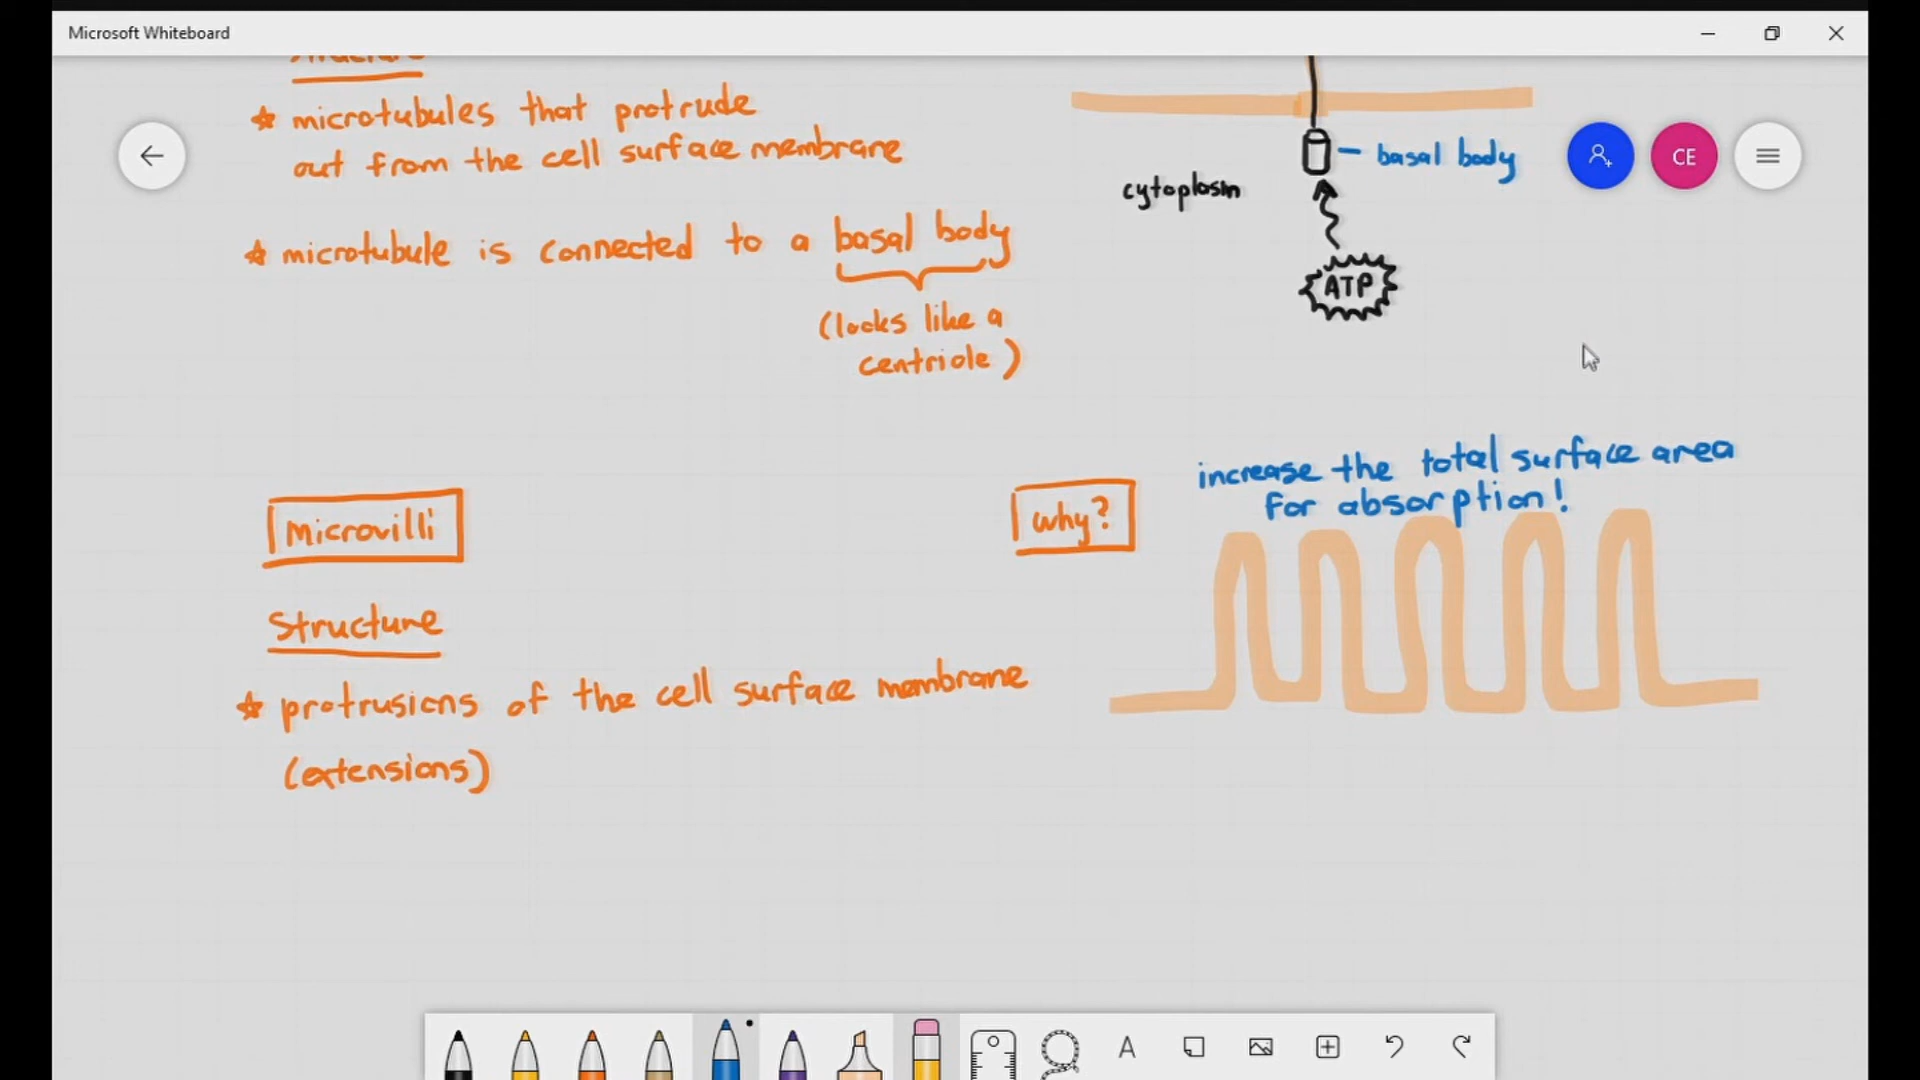 Microsoft Whiteboard
Structure
☆ microtubules that protrude
out from the cell surface membrane
basal body
CE
cytoplasm
☆ microtubule is connected to a basal body
ATP
(looks like a
centriole)
increase the total surface area
for absorption!
Microvilli
why?
Structure
☆ protrusions of the cell surface membrane
(extensions)
A